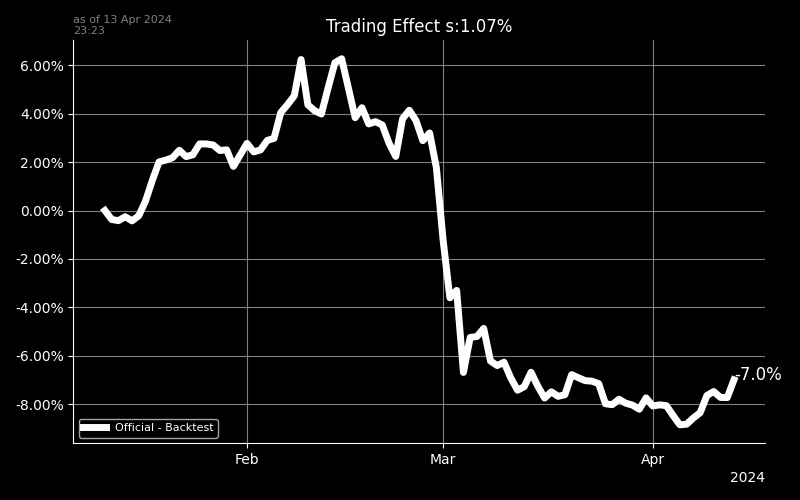 as of 13 Apr 2024
23:23
Trading Effect s:1.07%
6.00%
4.00%
2.00%
0.00%
-2.00%
-4.00%
-6.00%
-8.00%
-7.0%
Official - Backtest
Feb
Mar
Apr
2024